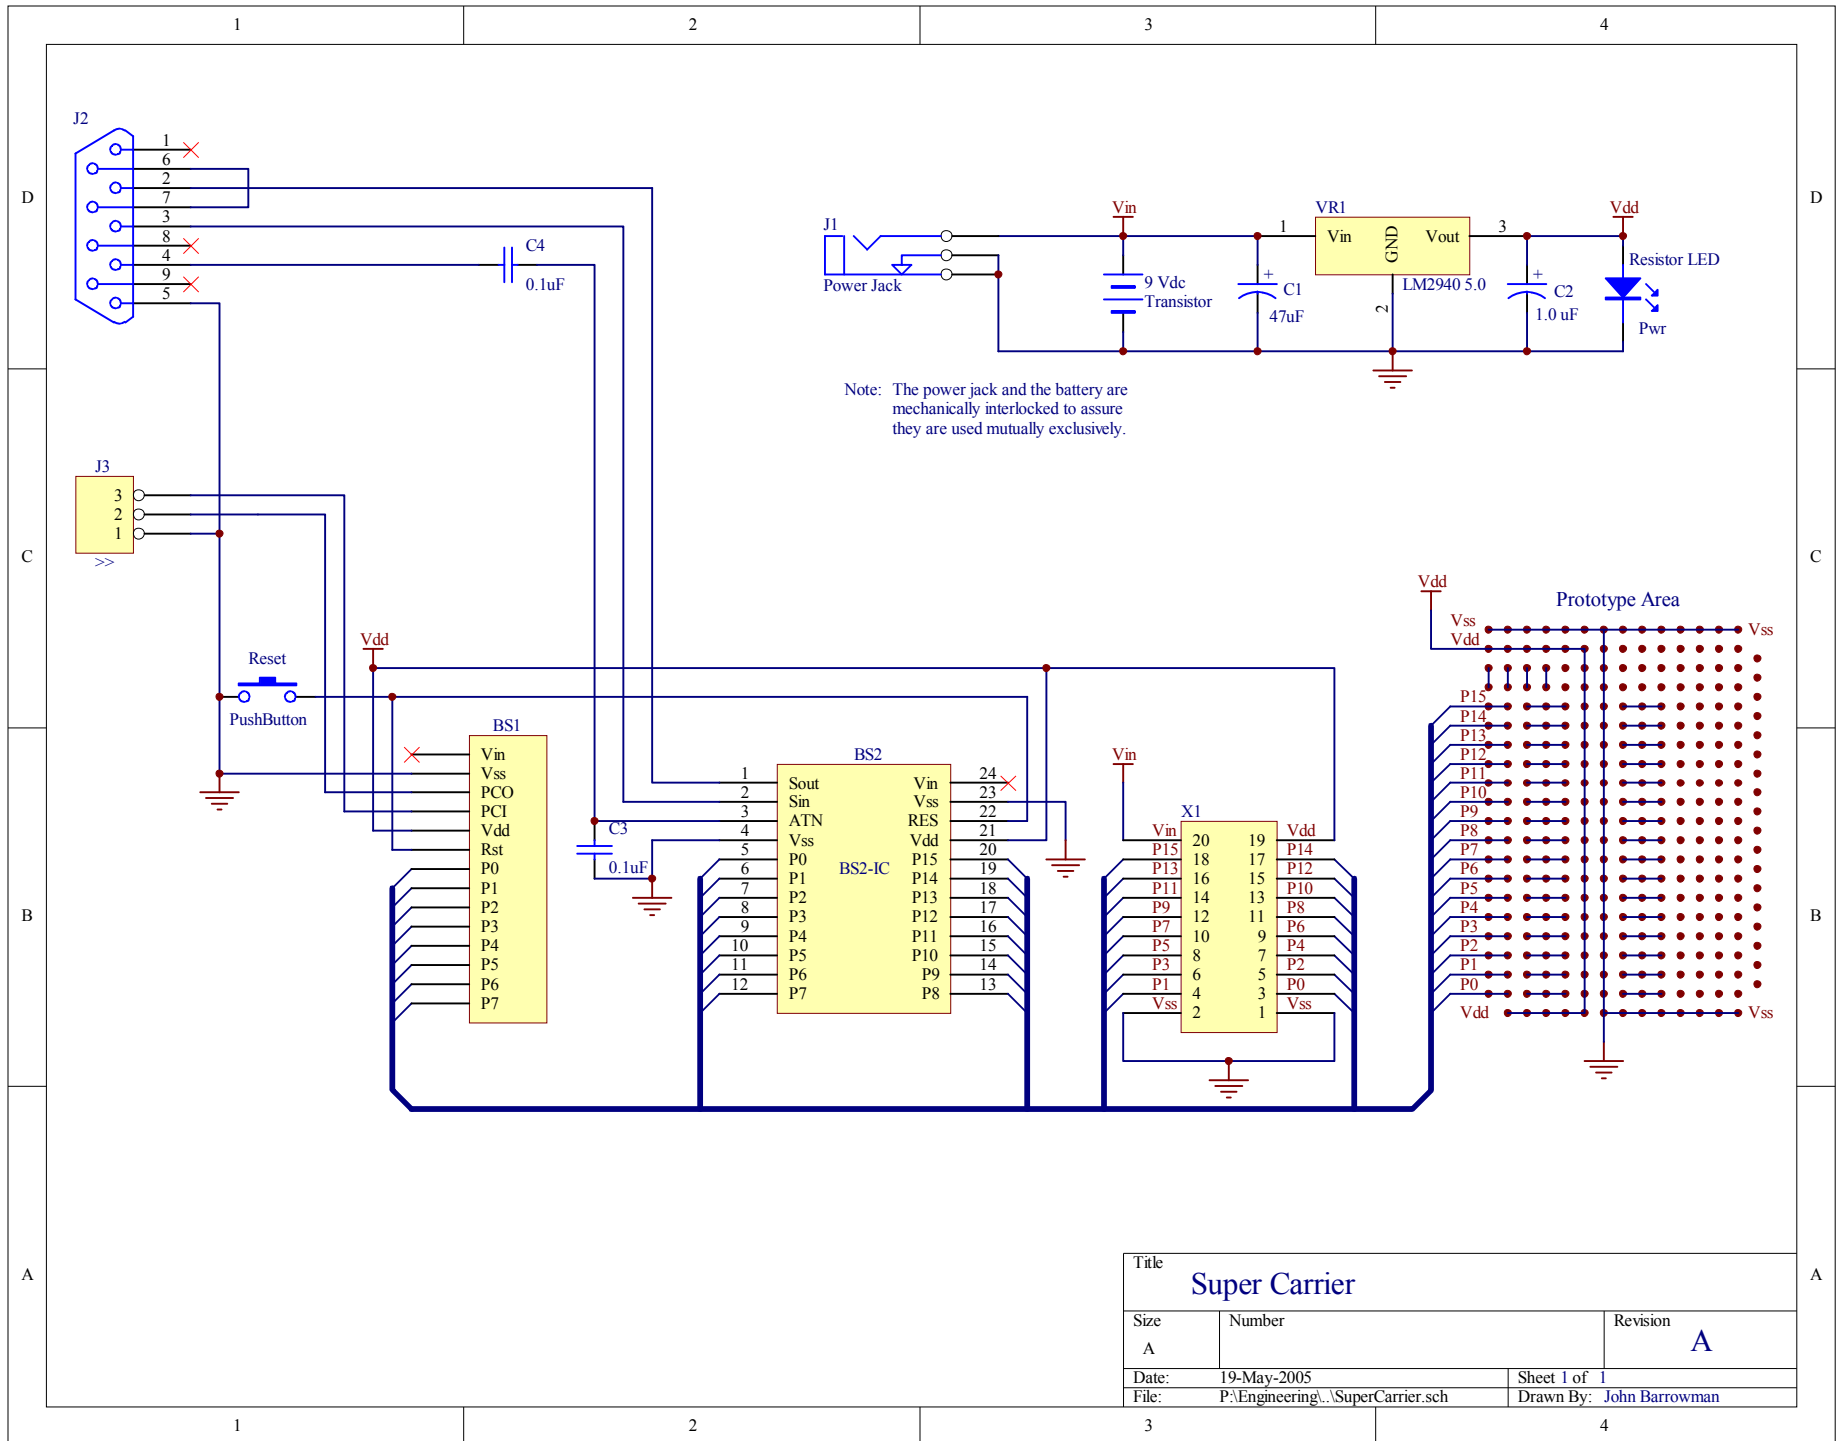 1 2 3 4
D D
C C
B B
A A
1 2 3 4
J2
1
6
2
7
3
8
4
9
5
C4
0.1uF
J1
Power Jack
Vin
9 Vdc
Transistor
+
C1
47uF
VR1
1 Vin GND Vout 3
2
LM2940 5.0
+
C2
1.0 uF
Vdd
Resistor LED
Pwr
Note: The power jack and the battery are
mechanically interlocked to assure
they are used mutually exclusively.
J3
3
2
1
>>
Reset
PushButton
Vdd
BS1
Vin
Vss
PCO
PCI
Vdd
Rst
P0
P1
P2
P3
P4
P5
P6
P7
C3
0.1uF
BS2
BS2-IC
1 Sout Vin 24
2 Sin Vss 23
3 ATN RES 22
4 Vss Vdd 21
5 P0 P15 20
6 P1 P14 19
7 P2 P13 18
8 P3 P12 17
9 P4 P11 16
10 P5 P10 15
11 P6 P9 14
12 P7 P8 13
Vin
X1
Vin 20 19 Vdd
P15 18 17 P14
P13 16 15 P12
P11 14 13 P10
P9 12 11 P8
P7 10 9 P6
P5 8 7 P4
P3 6 5 P2
P1 4 3 P0
Vss 2 1 Vss
Vdd
Prototype Area
Vss Vss
Vdd
P15
P14
P13
P12
P11
P10
P9
P8
P7
P6
P5
P4
P3
P2
P1
P0
Vdd Vss
Title
Super Carrier
Size
A
Number
Revision
A
Date: 19-May-2005
Sheet 1 of 1
File: P:\Engineering\..\SuperCarrier.sch
Drawn By: John Barrowman